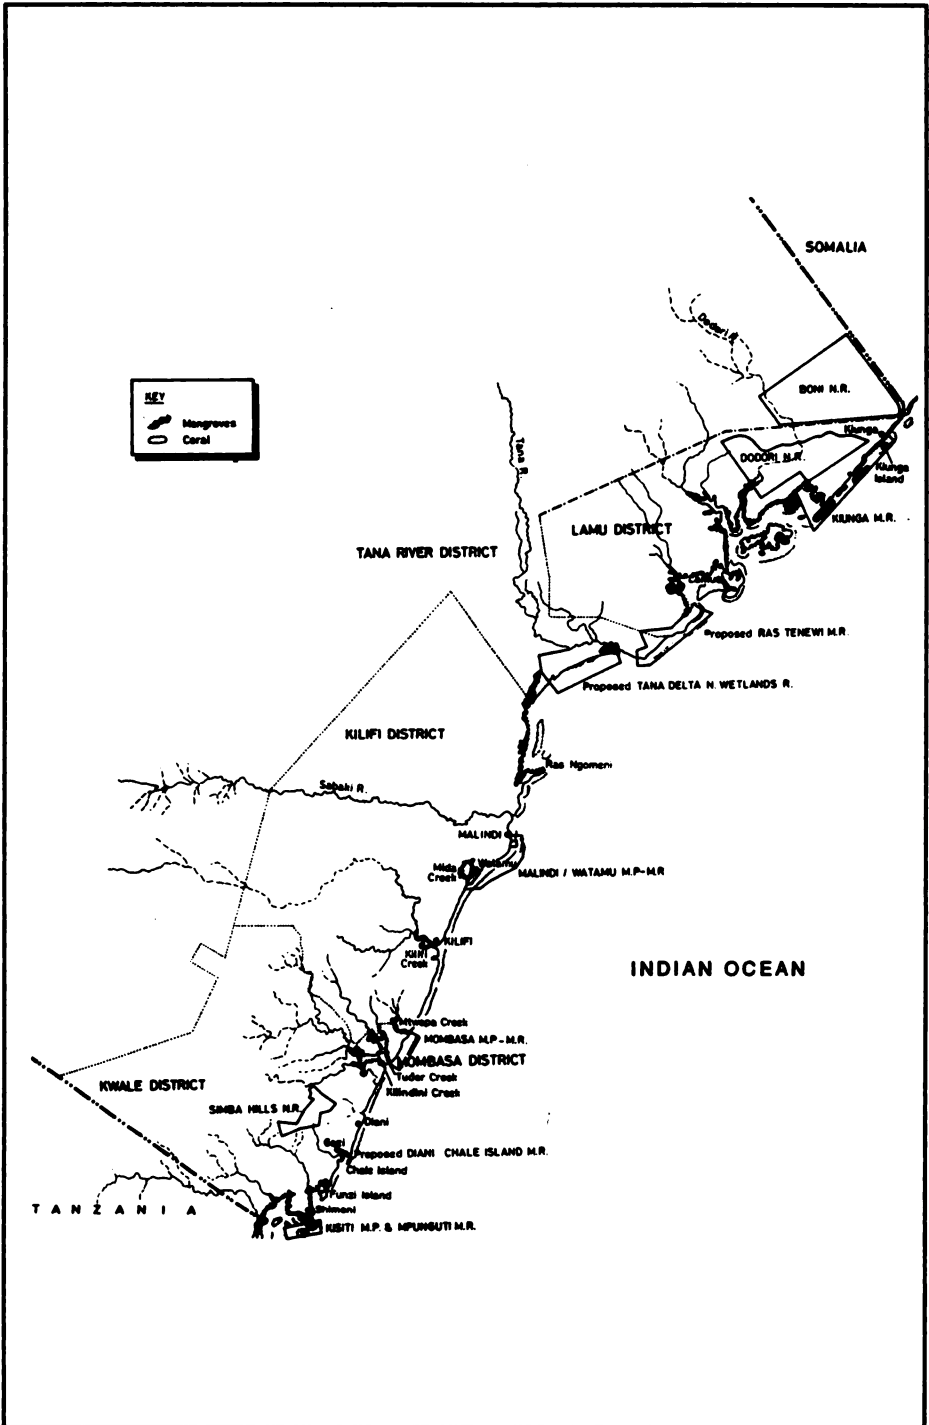 SOMALIA
Dodori R.
BONI N.R.
KEY
Mangroves
Coral
Kiunga
Tana R.
DODORI N.R.
Kiunga
Island
KIUNGA M.R.
LAMU DISTRICT
TANA RIVER DISTRICT
Lamu
Proposed RAS TENEWI M.R.
Proposed TANA DELTA N. WETLANDS R.
KILIFI DISTRICT
Ras Ngomeni
Sabaki R.
MALINDI
Watamu
Mida
Creek
MALINDI / WATAMU M.P-M.R
KILIFI
Kilifi
Creek
INDIAN OCEAN
Mtwapa Creek
MOMBASA M.P - M.R.
MOMBASA DISTRICT
Tudor Creek
KWALE DISTRICT
Kilindini Creek
SIMBA HILLS N.R.
Diani
Gazi
Proposed DIANI CHALE ISLAND M.R.
Chale Island
Funzi Island
TANZANIA
Shimoni
KISITI M.P. & MPUNGUTI M.R.